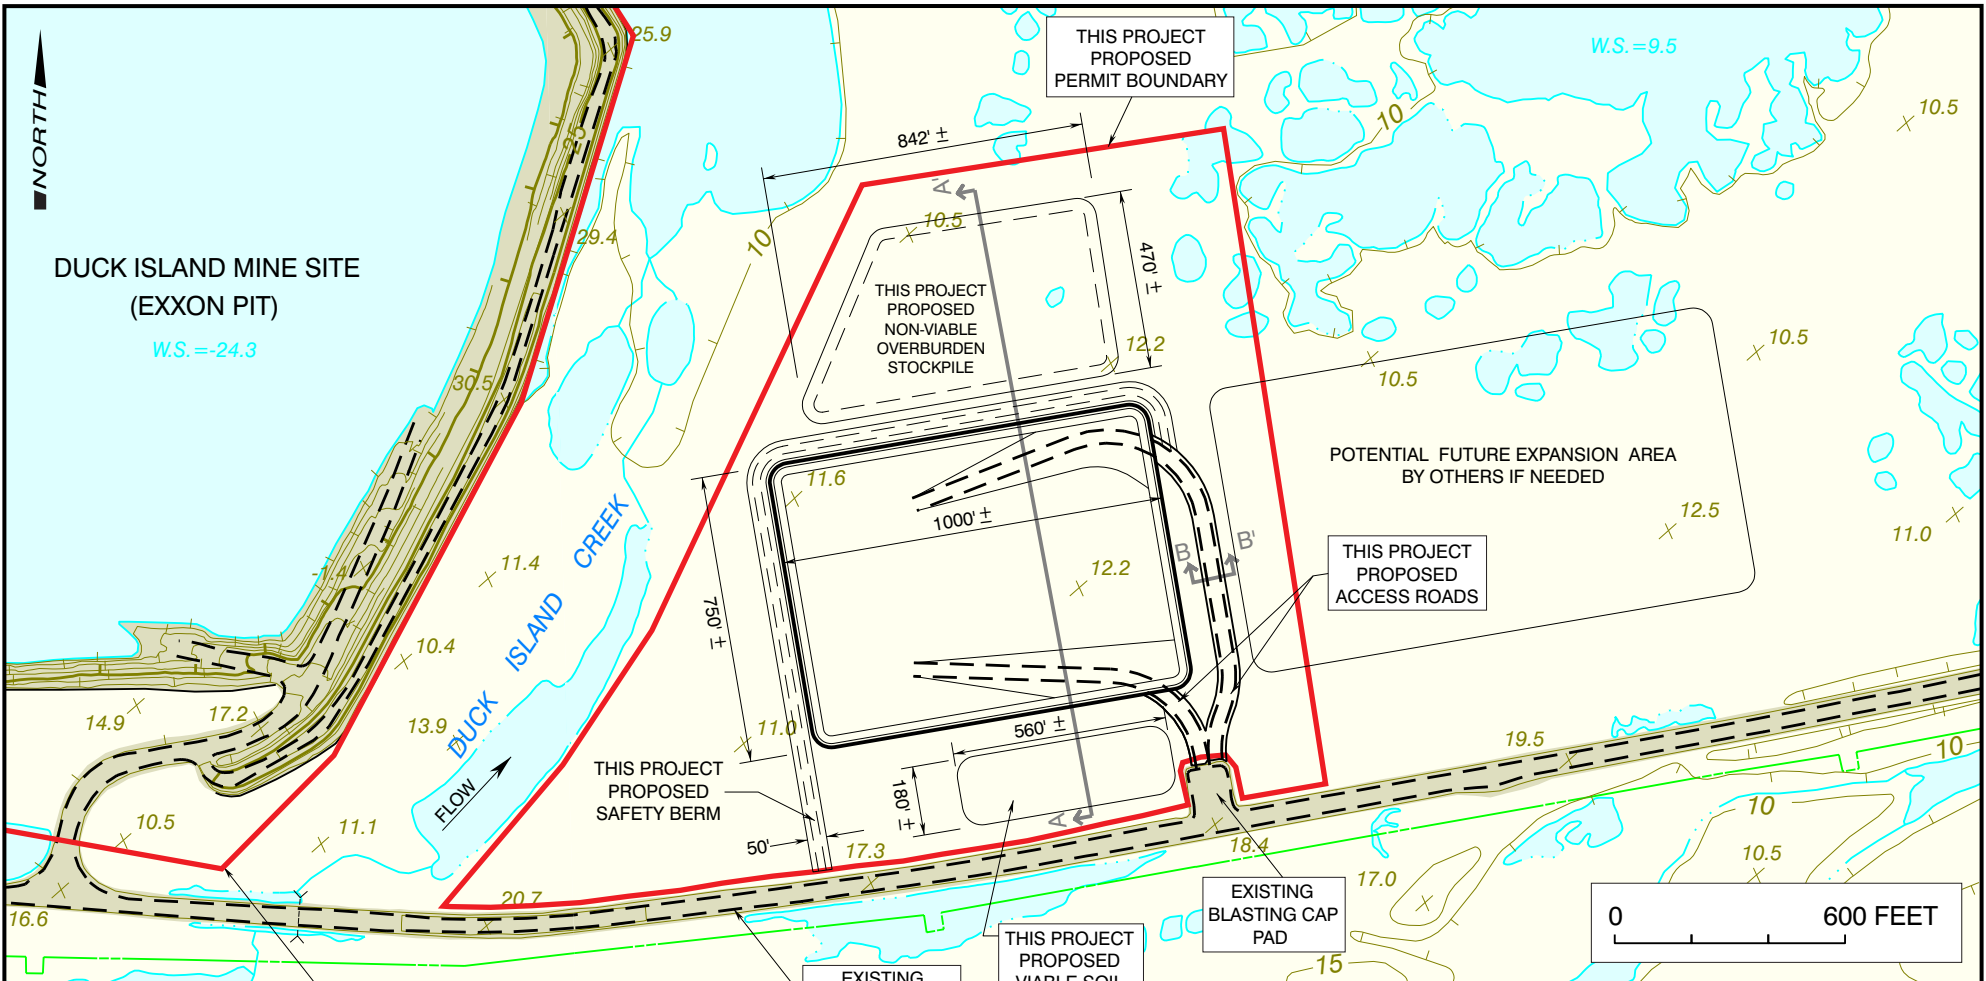 NORTH
25.9
THIS PROJECT
PROPOSED
PERMIT BOUNDARY
W.S.=9.5
10.5
10
842' ±
25
A'
10.5
29.4
10
470' ±
DUCK ISLAND MINE SITE
(EXXON PIT)
W.S.=-24.3
THIS PROJECT
PROPOSED
NON-VIABLE
OVERBURDEN
STOCKPILE
12.2
10.5
10.5
30.5
POTENTIAL FUTURE EXPANSION AREA
BY OTHERS IF NEEDED
11.6
1000' ±
12.5
11.0
B
B'
THIS PROJECT
PROPOSED
ACCESS ROADS
-1.4
11.4
12.2
750' ±
DUCK ISLAND CREEK
10.4
14.9
17.2
13.9
11.0
560' ±
19.5
10
THIS PROJECT
PROPOSED
SAFETY BERM
FLOW
180' ±
A
10
10.5
11.1
50'
17.3
18.4
10.5
17.0
16.6
20.7
EXISTING
BLASTING CAP
PAD
0 600 FEET
THIS PROJECT
PROPOSED
VIABLE SOIL
EXISTING
15